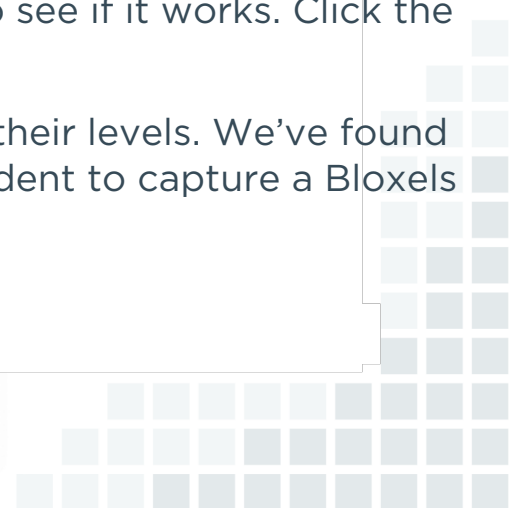 see if it works. Click the
their levels. We’ve found
dent to capture a Bloxels